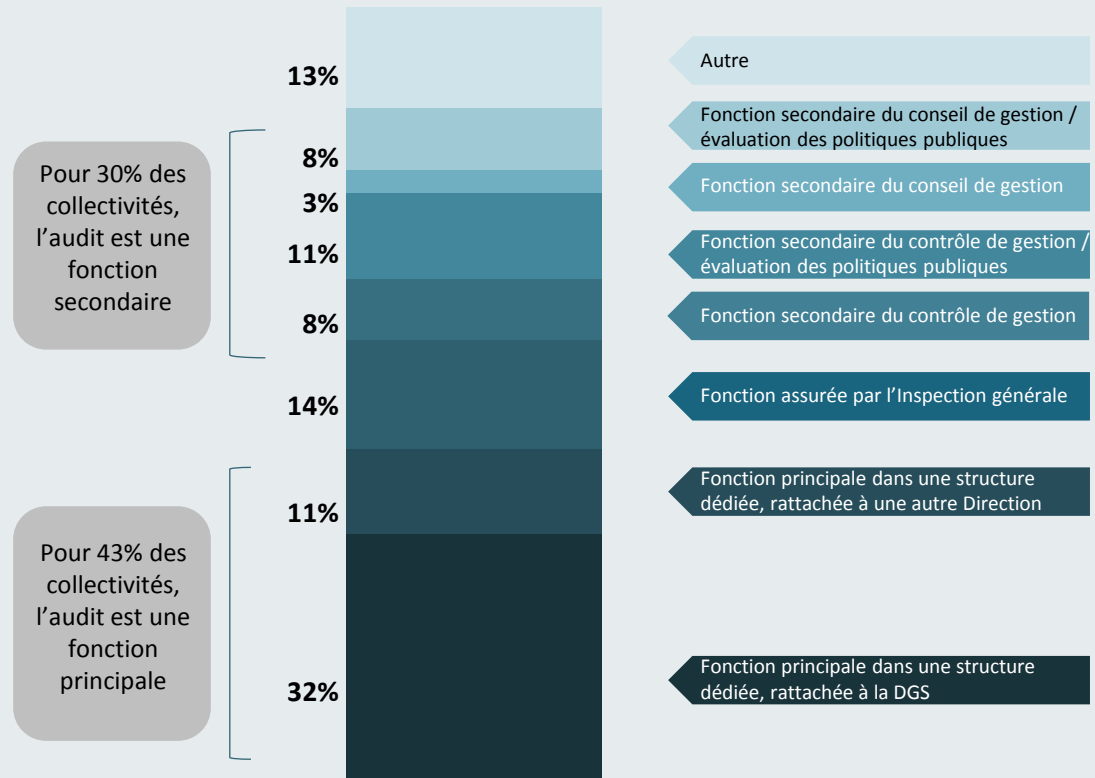 13%
8%
3%
11%
8%
14%
11%
32%
Pour 30% des
collectivités,
l’audit est une
fonction
secondaire
Pour 43% des
collectivités,
l’audit est une
fonction
principale
Autre
Fonction secondaire du conseil de gestion /
évaluation des politiques publiques
Fonction secondaire du conseil de gestion
Fonction secondaire du contrôle de gestion /
évaluation des politiques publiques
Fonction secondaire du contrôle de gestion
Fonction assurée par l’Inspection générale
Fonction principale dans une structure
dédiée, rattachée à une autre Direction
Fonction principale dans une structure
dédiée, rattachée à la DGS